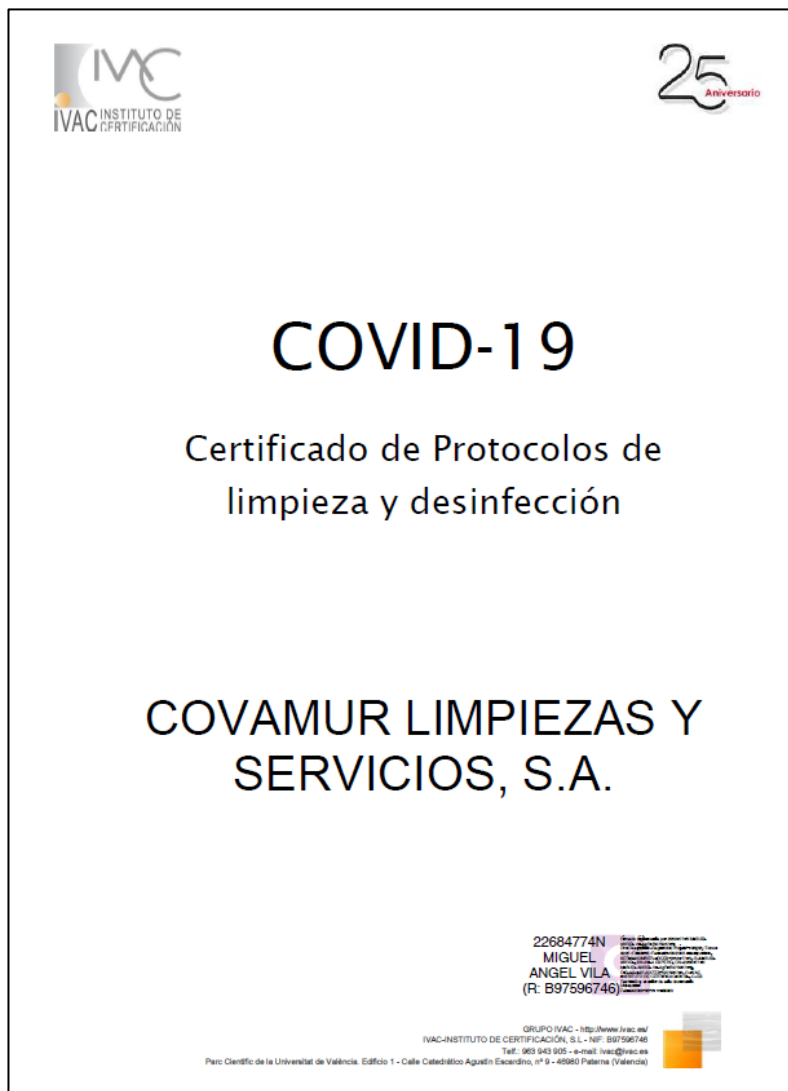 IVAC
IVAC INSTITUTO DE
CERTIFICACIÓN
25
Aniversario
COVID-19
Certificado de Protocolos de
limpieza y desinfección
COVAMUR LIMPIEZAS Y
SERVICIOS, S.A.
22684774N
MIGUEL
ANGEL VILA
(R: B97596746)
GRUPO IVAC - http://www.ivac.es/
IVAC-INSTITUTO DE CERTIFICACIÓN, S.L - NIF: B97596746
Telf.: 963 943 905 - e-mail: ivac@ivac.es
Parc Científic de la Universitat de València. Edificio 1 - Calle Catedrático Agustín Escardino, nº 9 - 46980 Paterna (Valencia)